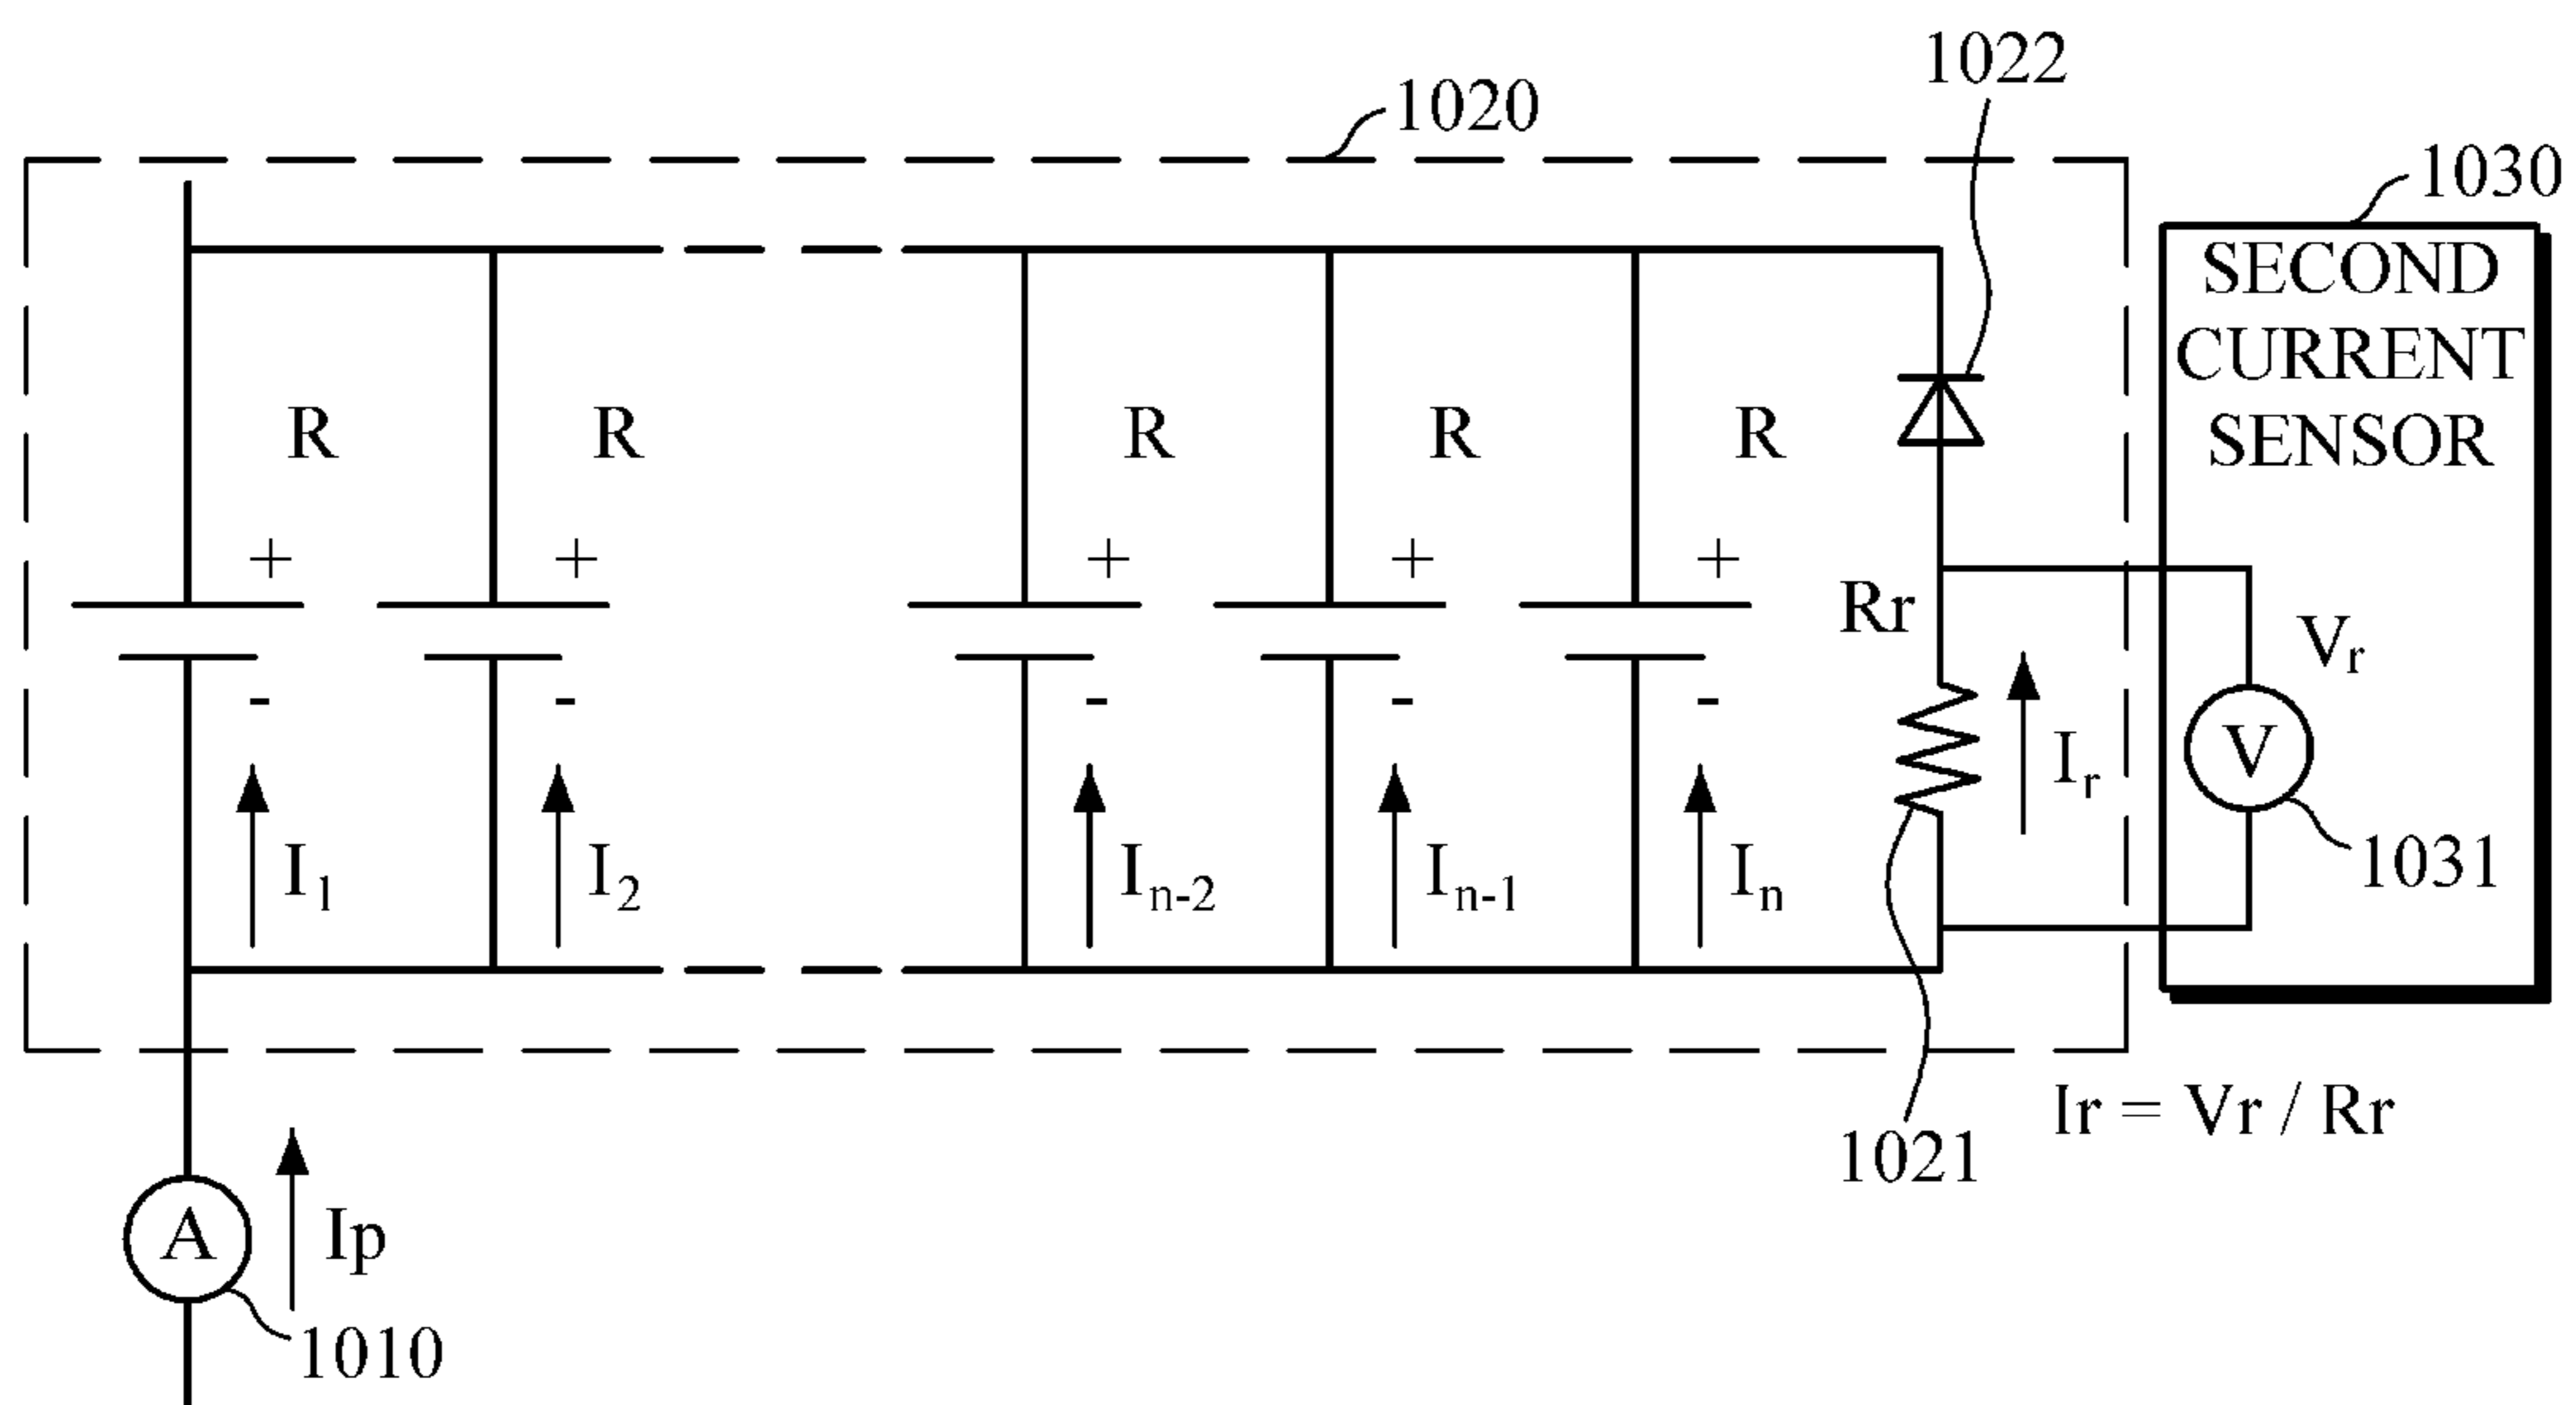 1022
1020
1030
SECOND
CURRENT
SENSOR
R R R R R
+ + + + +
Rr
Vr
- - - - -
V
Ir
1031
I1 I2 In-2 In-1 In
Ir = Vr / Rr
1021
A
Ip
1010